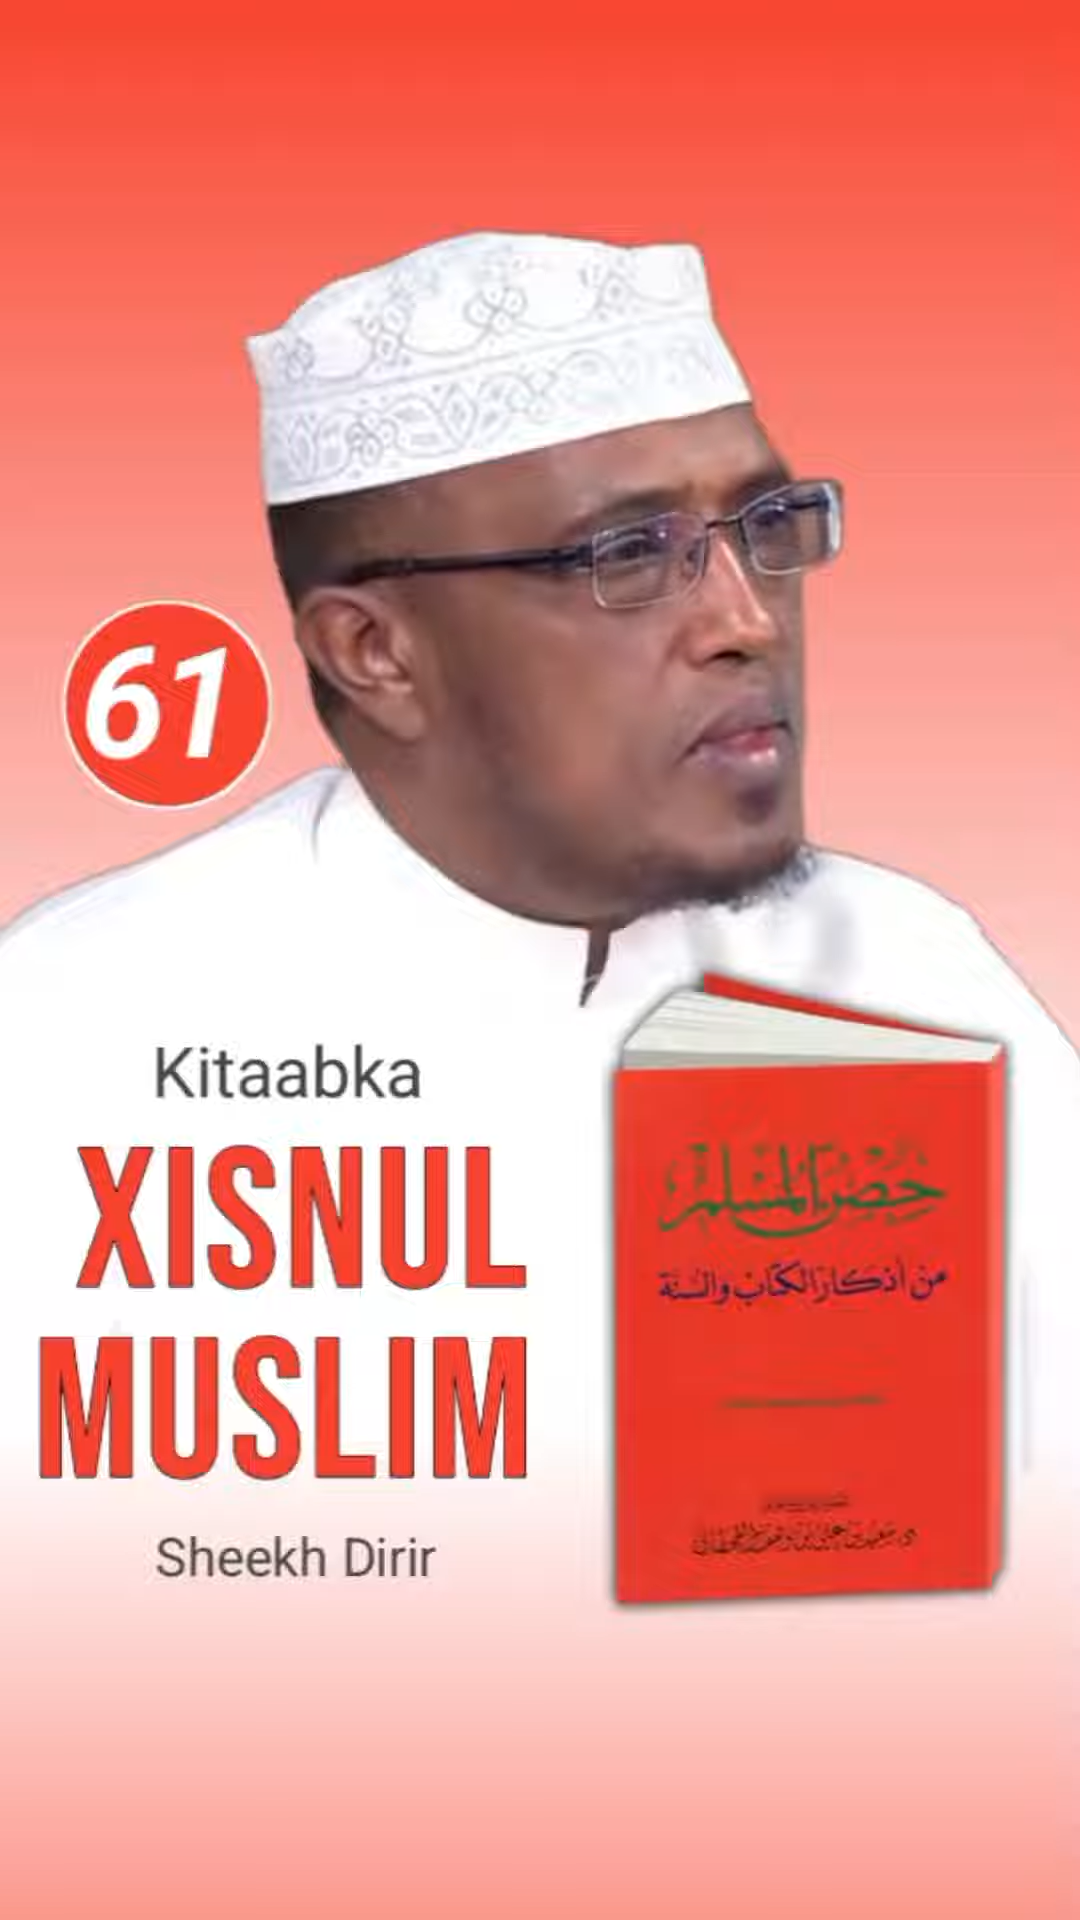 61
Kitaabka
XISNUL
MUSLIM
Sheekh Dirir
حصن المسلم
من أذكار الكتاب والسنة